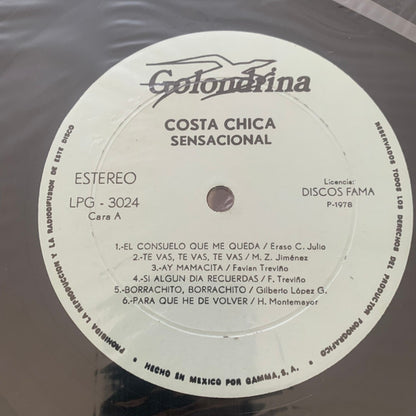 Golondrina
COSTA CHICA
SENSACIONAL
ESTEREO
LPG - 3024
Cara A
Licencia:
DISCOS FAMA
P-1978
1.-EL CONSUELO QUE ME QUEDA / Eraso C. Julio
2.-TE VAS, TE VAS, TE VAS / M. Z. Jiménez
3.-AY MAMACITA / Favian Treviño
4.-SI ALGUN DIA RECUERDAS / F. Treviño
5.-BORRACHITO, BORRACHITO / Gilberto López G.
6.-PARA QUE HE DE VOLVER / H. Montemayor
PROHIBIDA LA REPRODUCCION Y LA RADIODIFUSION DE ESTE DISCO
• HECHO EN MEXICO POR GAMMA, S. A. •
RESERVADOS TODOS LOS DERECHOS DEL PRODUCTOR FONOGRAFICO